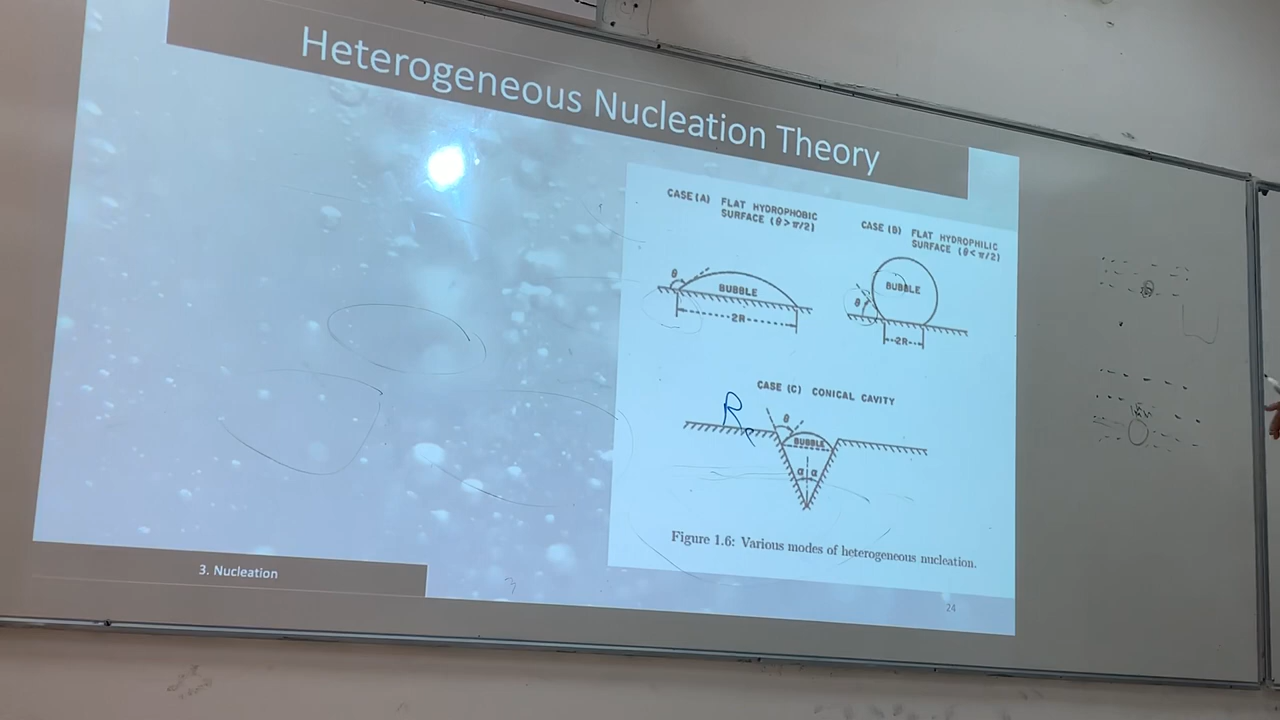 Heterogeneous Nucleation Theory
CASE (A) FLAT HYDROPHOBIC
SURFACE (θ > π/2)
θ
BUBBLE
2R
CASE (B) FLAT HYDROPHILIC
SURFACE (θ < π/2)
BUBBLE
θ
2R
CASE (C) CONICAL CAVITY
R
θ
BUBBLE
α α
Figure 1.6: Various modes of heterogeneous nucleation.
3. Nucleation
24